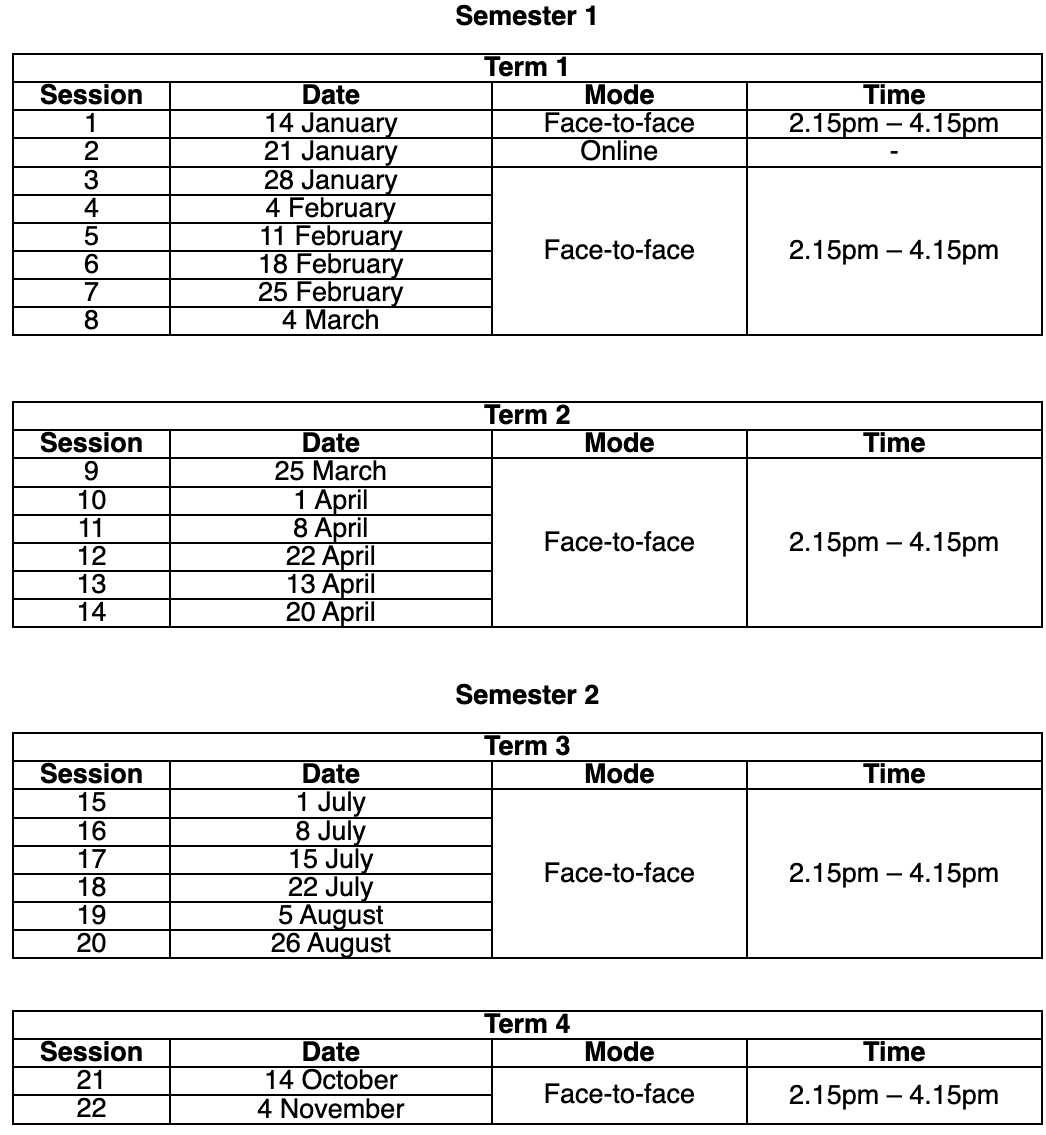 Semester 1
Term 1
Session Date Mode Time
1 14 January Face-to-face 2.15pm – 4.15pm
2 21 January Online -
3 28 January
4 4 February
5 11 February
Face-to-face 2.15pm – 4.15pm
6 18 February
7 25 February
8 4 March
Term 2
Session Date Mode Time
9 25 March
10 1 April
11 8 April
Face-to-face 2.15pm – 4.15pm
12 22 April
13 13 April
14 20 April
Semester 2
Term 3
Session Date Mode Time
15 1 July
16 8 July
17 15 July
Face-to-face 2.15pm – 4.15pm
18 22 July
19 5 August
20 26 August
Term 4
Session Date Mode Time
21 14 October
Face-to-face 2.15pm – 4.15pm
22 4 November